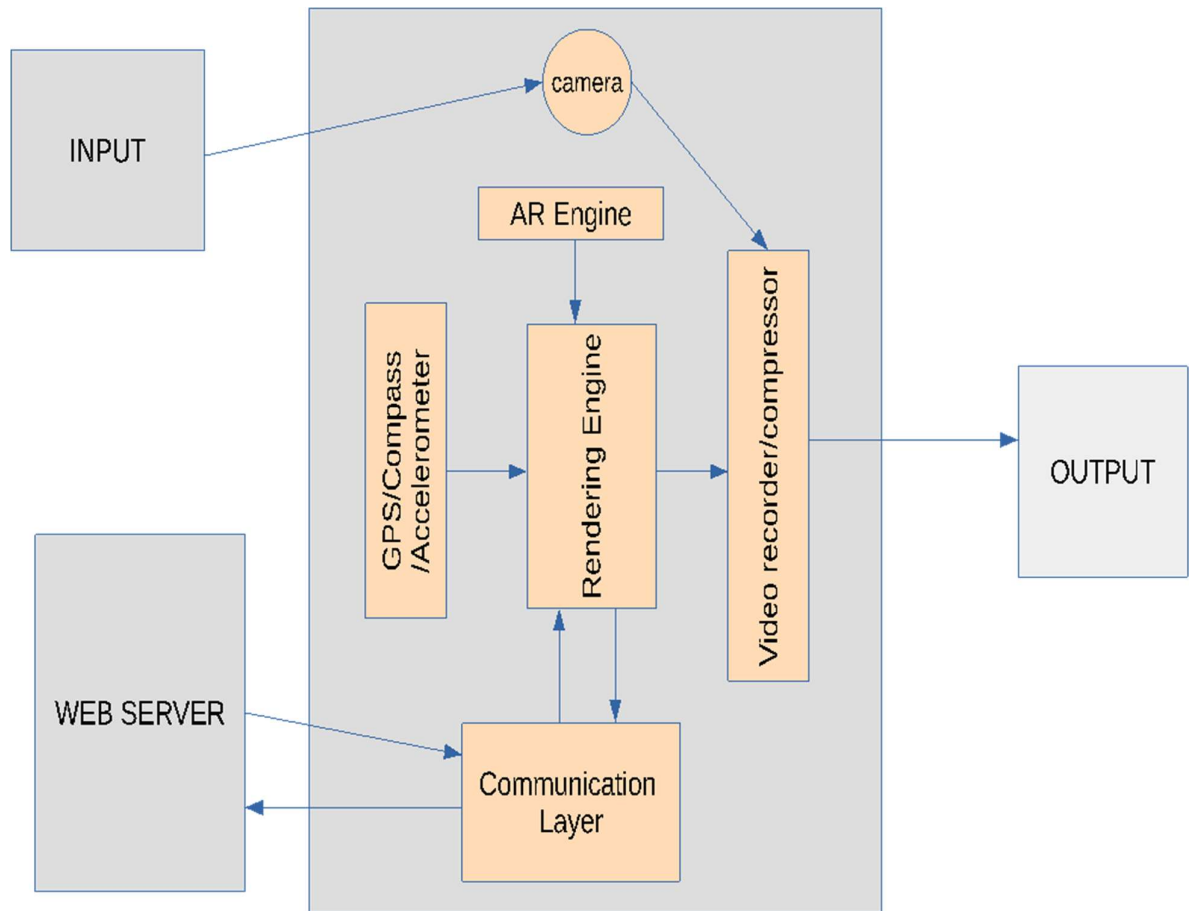 camera
INPUT
AR Engine
GPS/Compass
/Accelerometer
Rendering Engine
Video recorder/compressor
OUTPUT
WEB SERVER
Communication
Layer